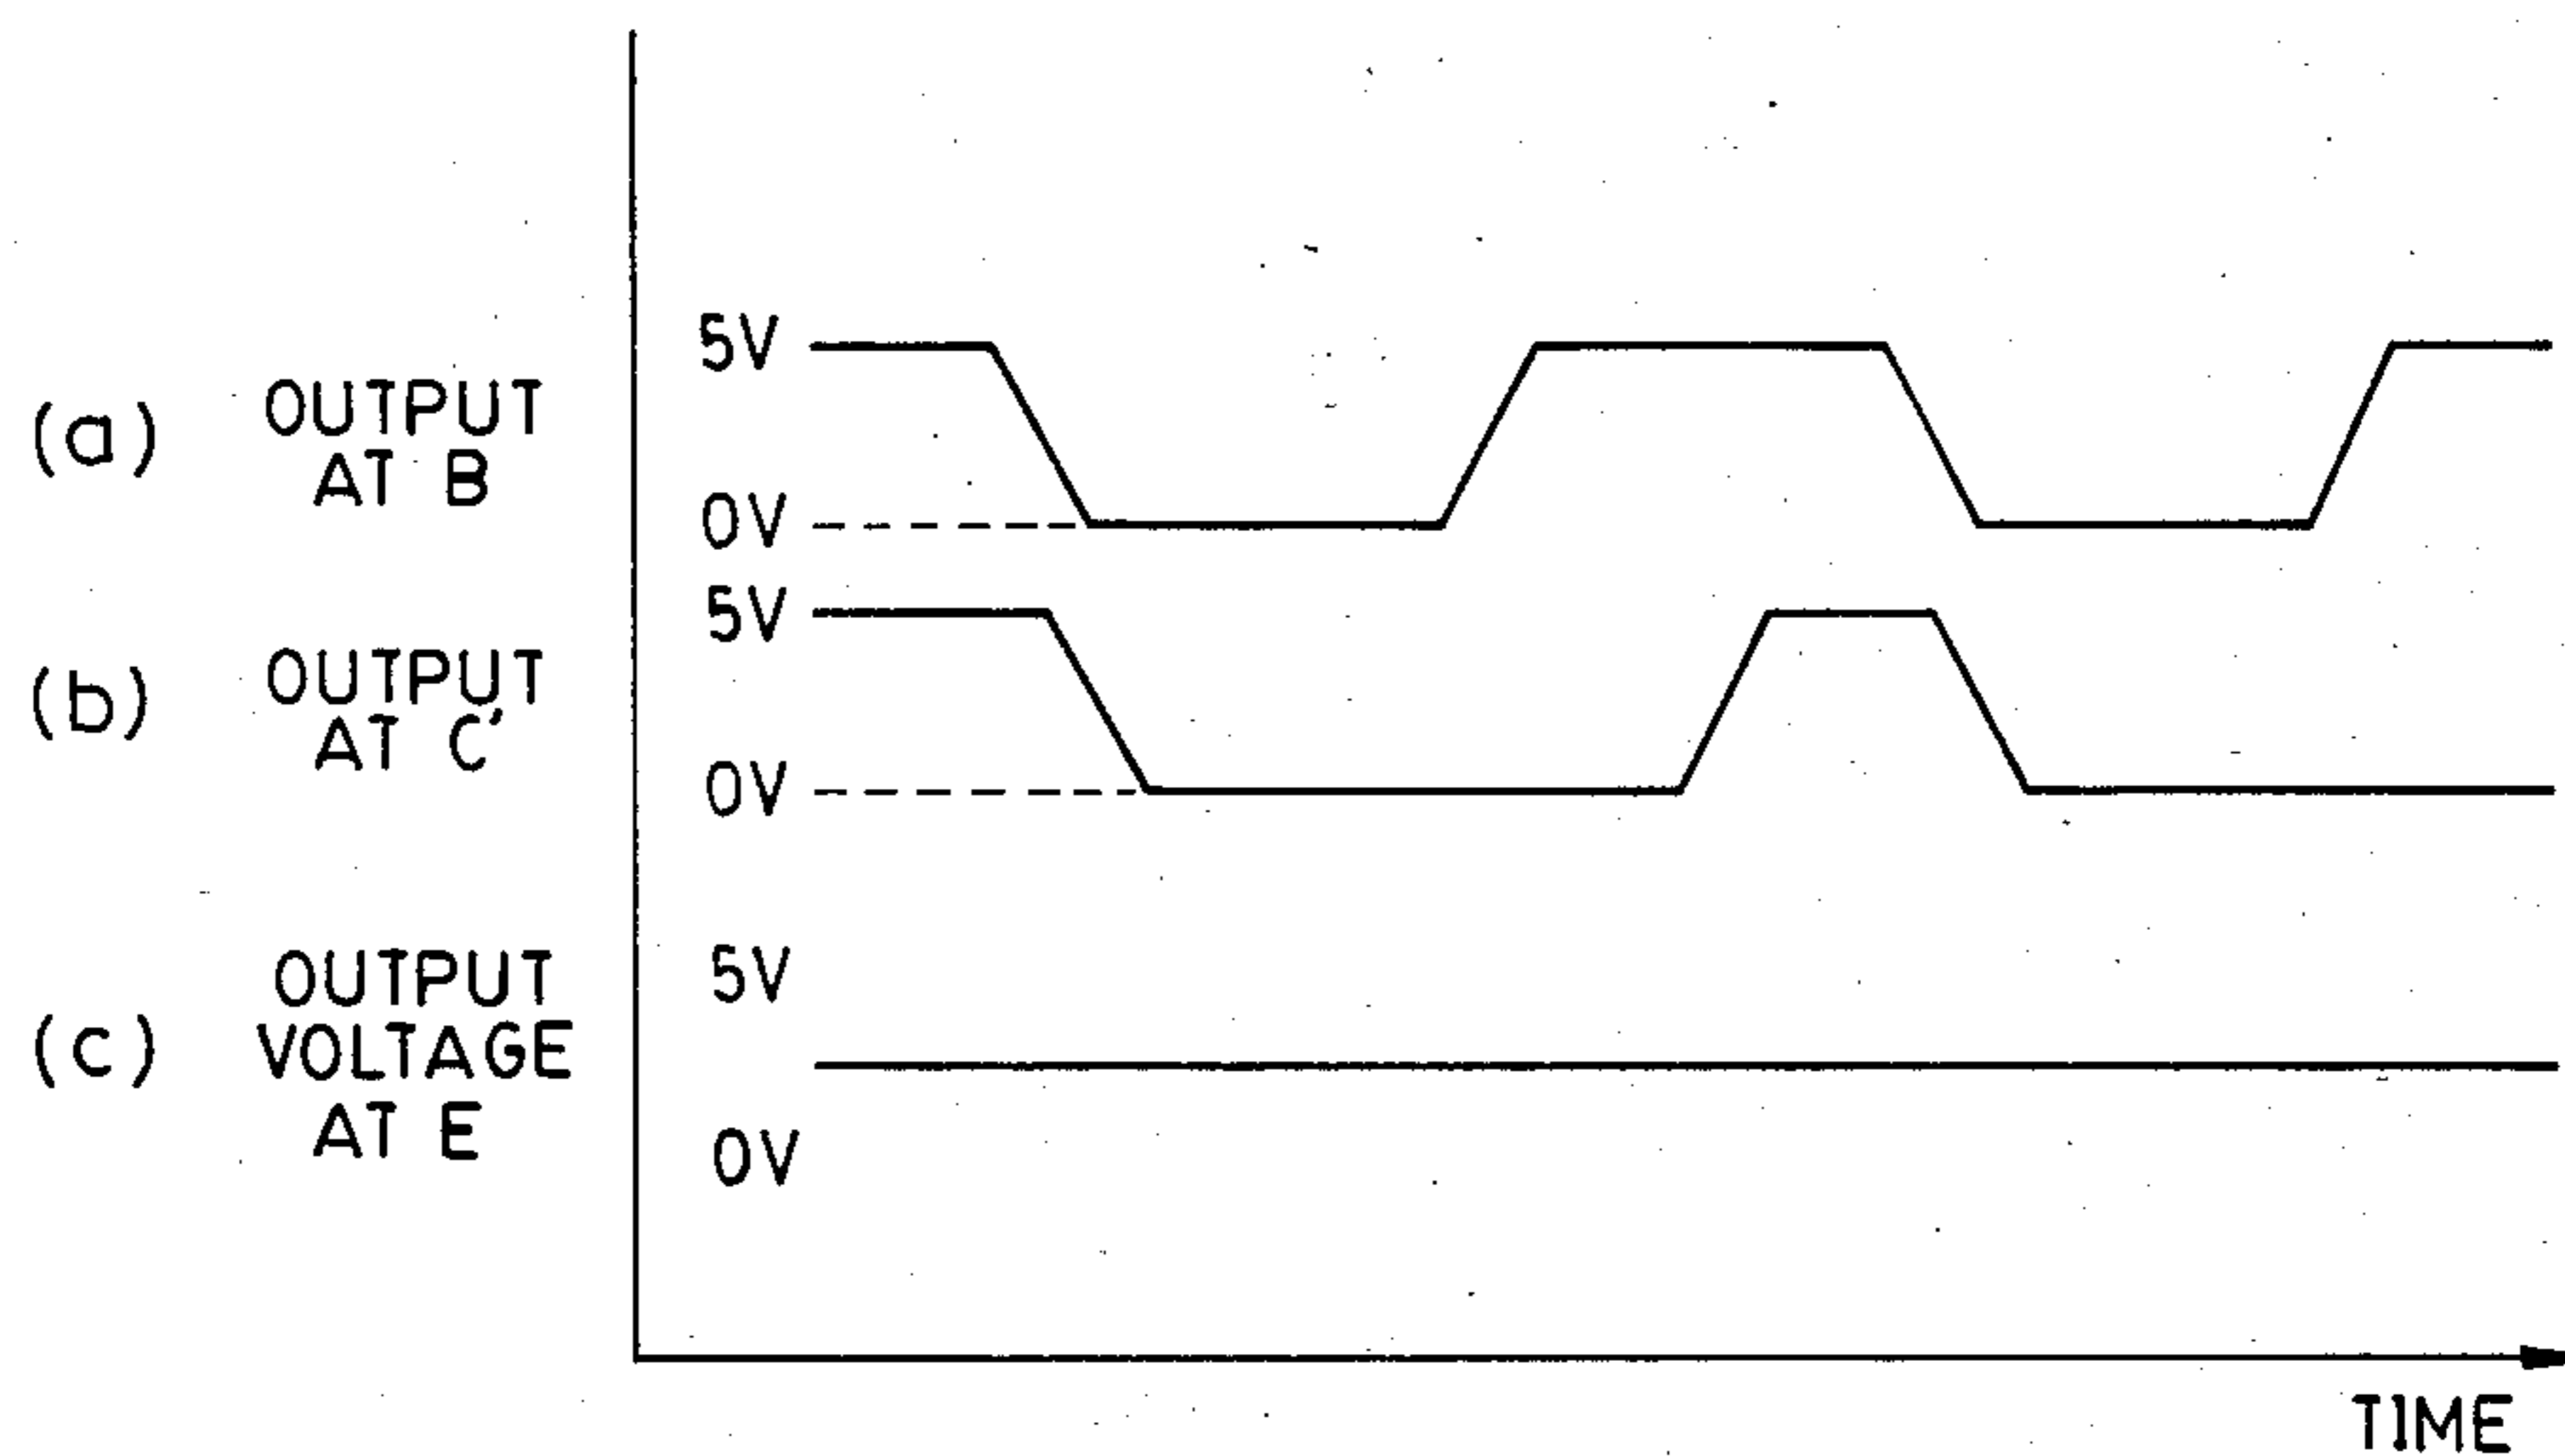 5V
(a) OUTPUT
AT B
0V
5V
(b) OUTPUT
AT C'
0V
5V
(c) OUTPUT
VOLTAGE
AT E
0V
TIME